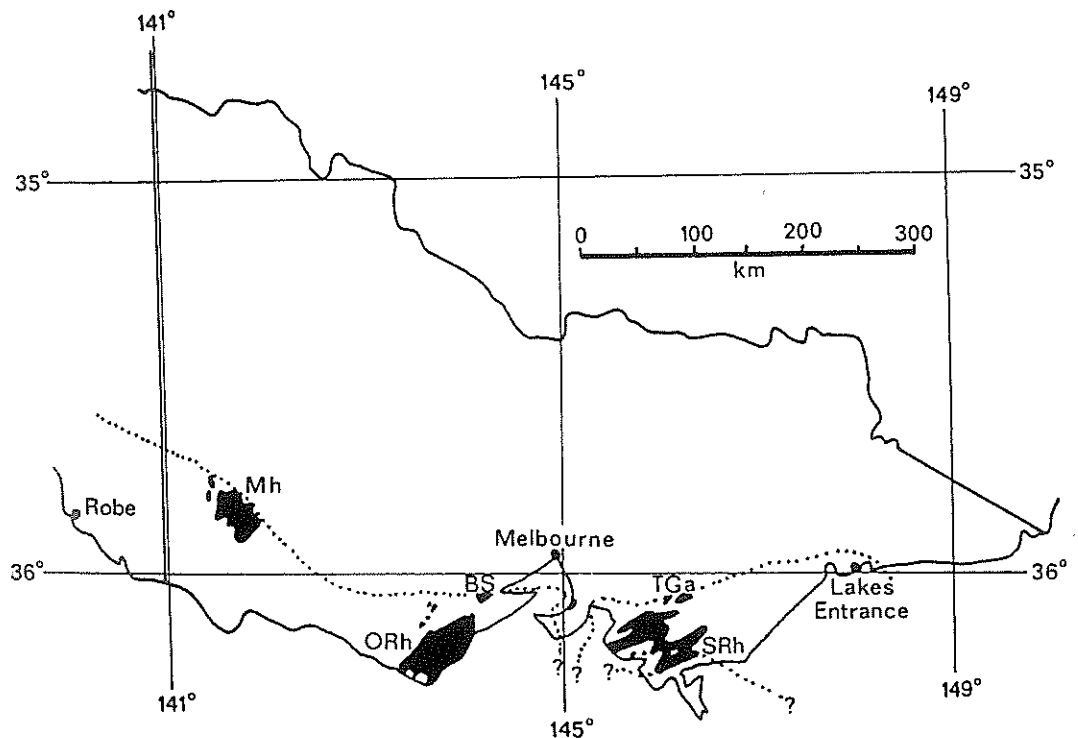 141°
145°
149°
35°
35°
0 100 200 300
km
Mh
Robe
Melbourne
36°
BS
TGa
36°
Lakes
Entrance
ORh
SRh
? ? ?
?
141°
145°
149°